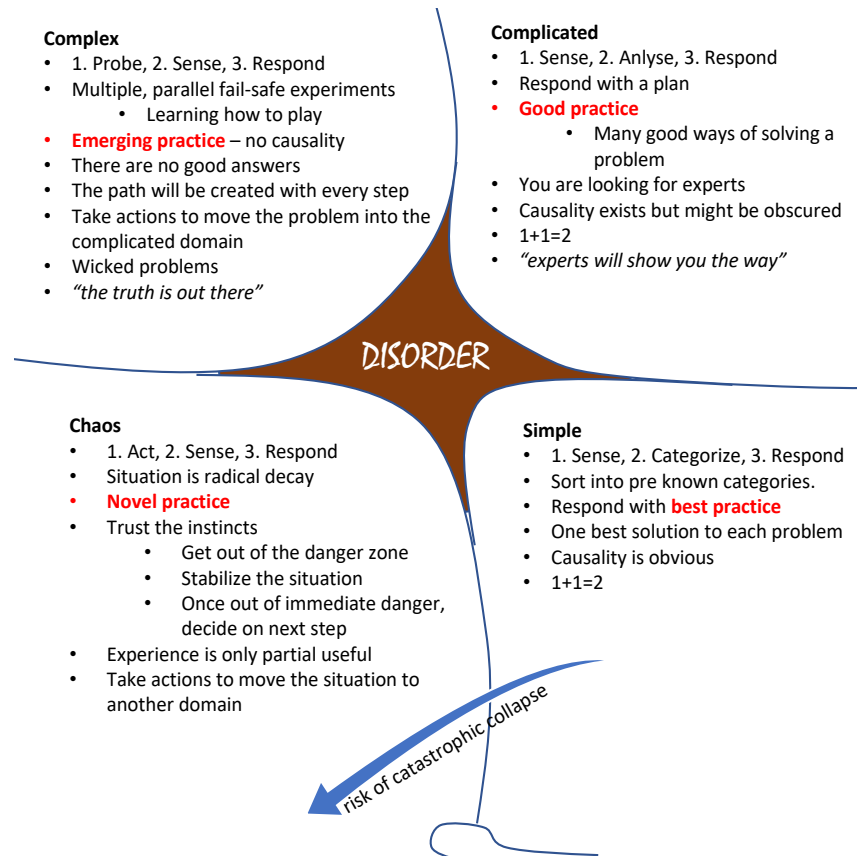 Complex
• 1. Probe, 2. Sense, 3. Respond
• Multiple, parallel fail-safe experiments
• Learning how to play
• Emerging practice – no causality
• There are no good answers
• The path will be created with every step
• Take actions to move the problem into the
complicated domain
• Wicked problems
• “the truth is out there”
Complicated
• 1. Sense, 2. Anlyse, 3. Respond
• Respond with a plan
• Good practice
• Many good ways of solving a
problem
• You are looking for experts
• Causality exists but might be obscured
• 1+1=2
• “experts will show you the way”
DISORDER
Chaos
• 1. Act, 2. Sense, 3. Respond
• Situation is radical decay
• Novel practice
• Trust the instincts
• Get out of the danger zone
• Stabilize the situation
• Once out of immediate danger,
decide on next step
• Experience is only partial useful
• Take actions to move the situation to
another domain
Simple
• 1. Sense, 2. Categorize, 3. Respond
• Sort into pre known categories.
• Respond with best practice
• One best solution to each problem
• Causality is obvious
• 1+1=2
risk of catastrophic collapse